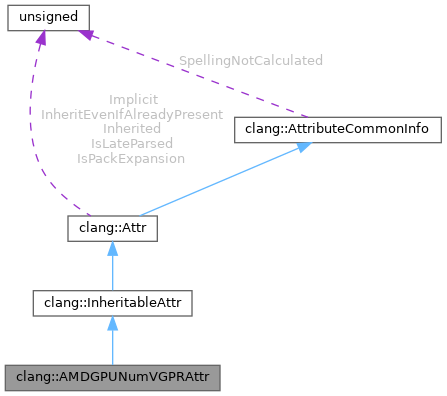 unsigned
SpellingNotCalculated
Implicit
InheritEvenIfAlreadyPresent
Inherited
IsLateParsed
IsPackExpansion
clang::AttributeCommonInfo
clang::Attr
clang::InheritableAttr
clang::AMDGPUNumVGPRAttr